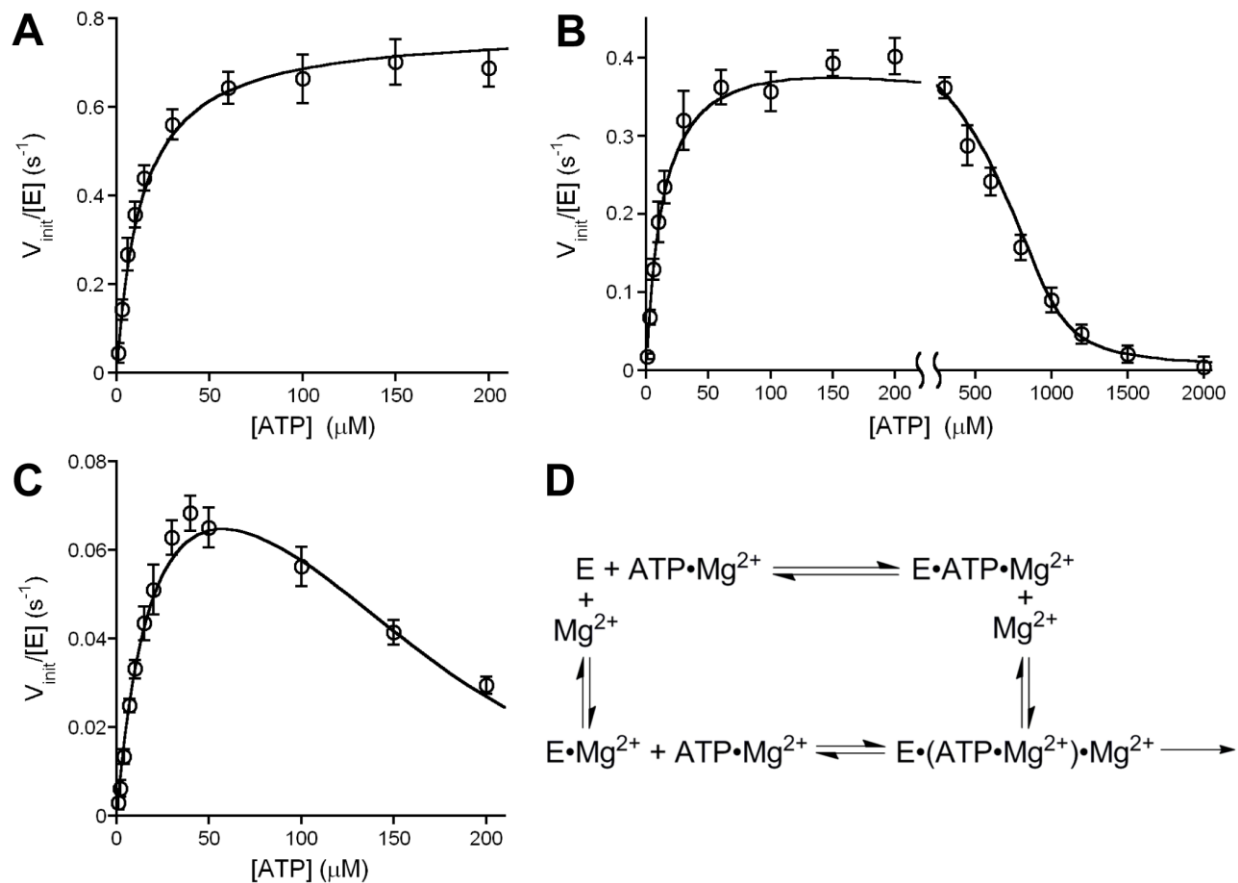 A
V_init/[E] (s⁻¹)
0.8
0.6
0.4
0.2
0
0 50 100 150 200
[ATP] (μM)
B
V_init/[E] (s⁻¹)
0.4
0.3
0.2
0.1
0
0 50 100 150 200 500 1000 1500 2000
[ATP] (μM)
C
V_init/[E] (s⁻¹)
0.08
0.06
0.04
0.02
0
0 50 100 150 200
[ATP] (μM)
D
E + ATP•Mg²⁺ ⇌ E•ATP•Mg²⁺
+ +
Mg²⁺ Mg²⁺
E•Mg²⁺ + ATP•Mg²⁺ ⇌ E•(ATP•Mg²⁺)•Mg²⁺ →